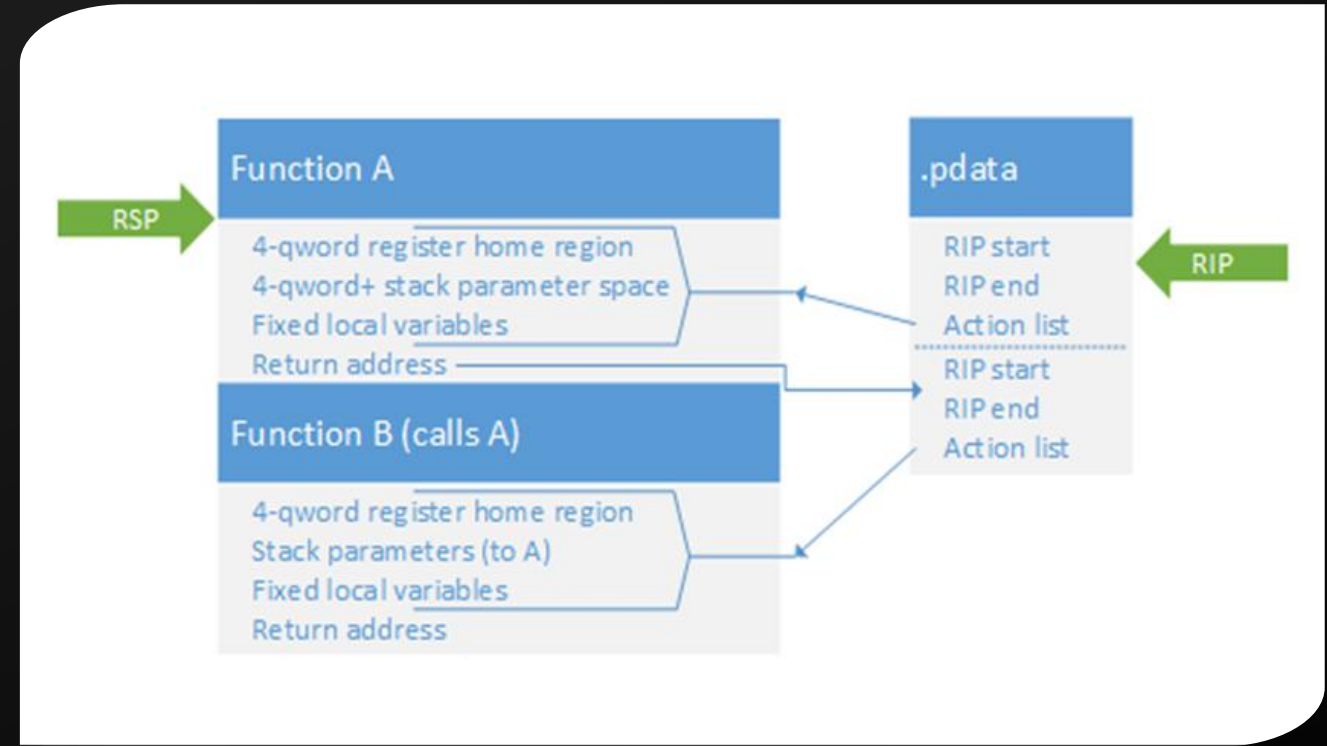 Function A
RSP
4-qword register home region
4-qword+ stack parameter space
Fixed local variables
Return address
Function B (calls A)
4-qword register home region
Stack parameters (to A)
Fixed local variables
Return address
.pdata
RIP start
RIP end
Action list
RIP start
RIP end
Action list
RIP